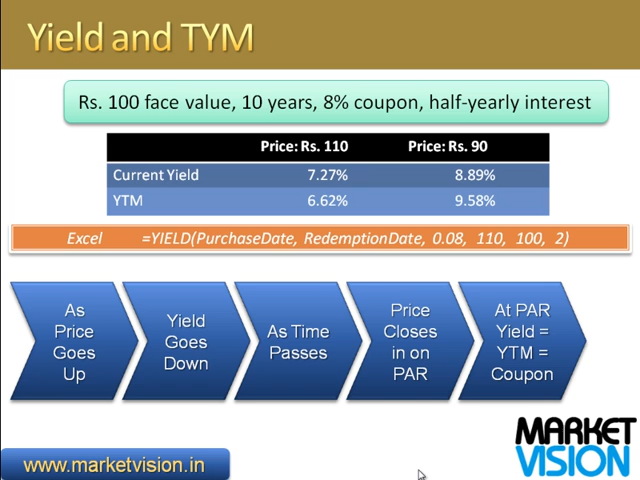 Yield and TYM
Rs. 100 face value, 10 years, 8% coupon, half-yearly interest
Price: Rs. 110 Price: Rs. 90
Current Yield 7.27% 8.89%
YTM 6.62% 9.58%
Excel =YIELD(PurchaseDate, RedemptionDate, 0.08, 110, 100, 2)
As
Price
Goes
Up
Yield
Goes
Down
As Time
Passes
Price
Closes
in on
PAR
At PAR
Yield =
YTM =
Coupon
MARKET
VISION
www.marketvision.in